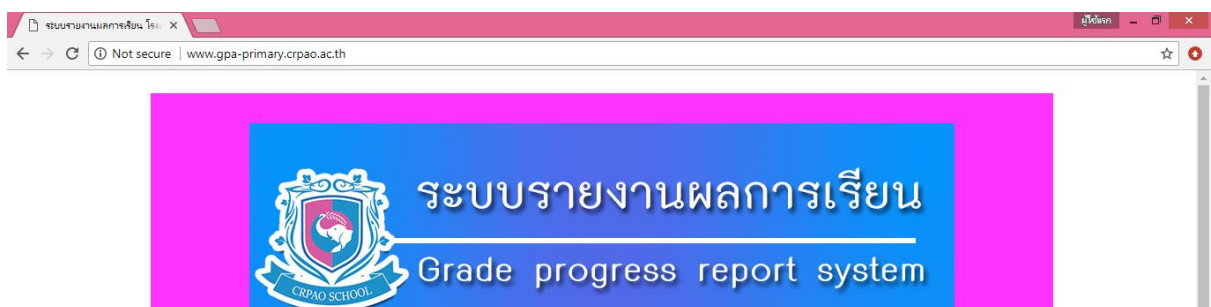 ระบบรายงานผลการเรียน โรง
ผู้ใช้แรก
Not secure | www.gpa-primary.crpao.ac.th
ระบบรายงานผลการเรียน
Grade progress report system
CRPAO SCHOOL